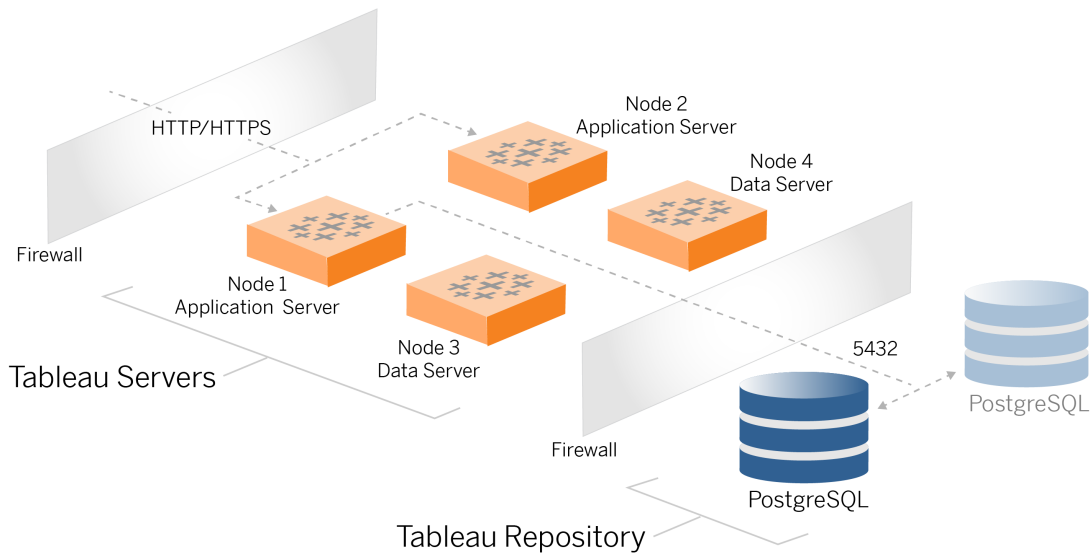 HTTP/HTTPS
Node 2
Application Server
Node 4
Data Server
Firewall
Node 1
Application Server
Node 3
Data Server
Tableau Servers
5432
PostgreSQL
Firewall
PostgreSQL
Tableau Repository